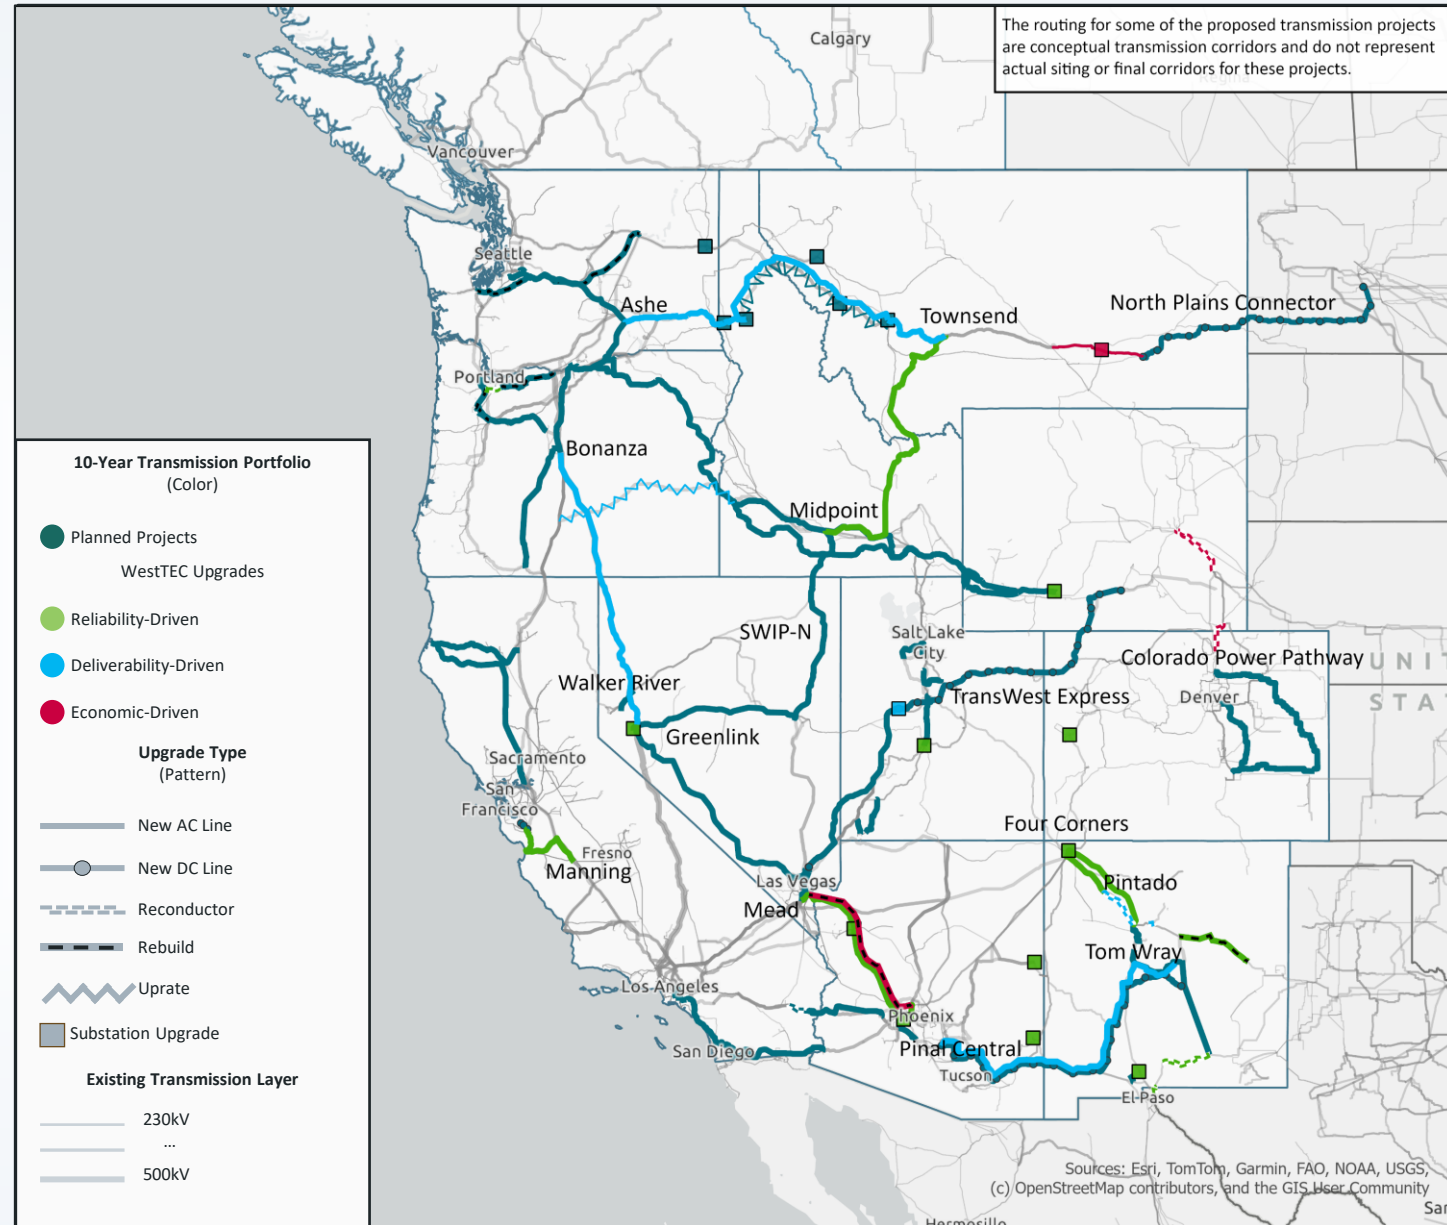 The routing for some of the proposed transmission projects
are conceptual transmission corridors and do not represent
actual siting or final corridors for these projects.
Calgary
Regina
Vancouver
Seattle
Ashe
Townsend
North Plains Connector
Portland
Bonanza
Midpoint
SWIP-N
Salt Lake
City
Colorado Power Pathway
UNIT
STA
Walker River
TransWest Express
Denver
Greenlink
Sacramento
San
Francisco
Four Corners
Fresno
Manning
Las Vegas
Pintado
Mead
Tom Wray
Los Angeles
Phoenix
San Diego
Pinal Central
Tucson
El Paso
10-Year Transmission Portfolio
(Color)
Planned Projects
WestTEC Upgrades
Reliability-Driven
Deliverability-Driven
Economic-Driven
Upgrade Type
(Pattern)
New AC Line
New DC Line
Reconductor
Rebuild
Uprate
Substation Upgrade
Existing Transmission Layer
230kV
...
500kV
Sources: Esri, TomTom, Garmin, FAO, NOAA, USGS,
(c) OpenStreetMap contributors, and the GIS User Community
Hermosillo
San